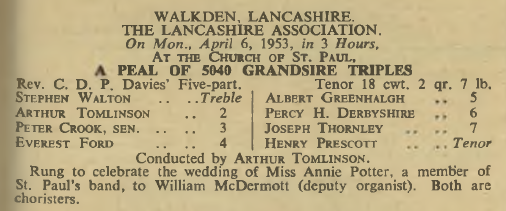 WALKDEN, LANCASHIRE.
THE LANCASHIRE ASSOCIATION.
On Mon., April 6, 1953, in 3 Hours,
AT THE CHURCH OF ST. PAUL,
A PEAL OF 5040 GRANDSIRE TRIPLES
Rev. C. D. P. Davies' Five-part. Tenor 18 cwt. 2 qr. 7 lb.
STEPHEN WALTON .. .. Treble
ARTHUR TOMLINSON .. 2
PETER CROOK, SEN. .. 3
EVEREST FORD .. .. 4
ALBERT GREENHALGH .. 5
PERCY H. DERBYSHIRE .. 6
JOSEPH THORNLEY .. .. 7
HENRY PRESCOTT .. .. Tenor
Conducted by ARTHUR TOMLINSON.
Rung to celebrate the wedding of Miss Annie Potter, a member of
St. Paul's band, to William McDermott (deputy organist). Both are
choristers.